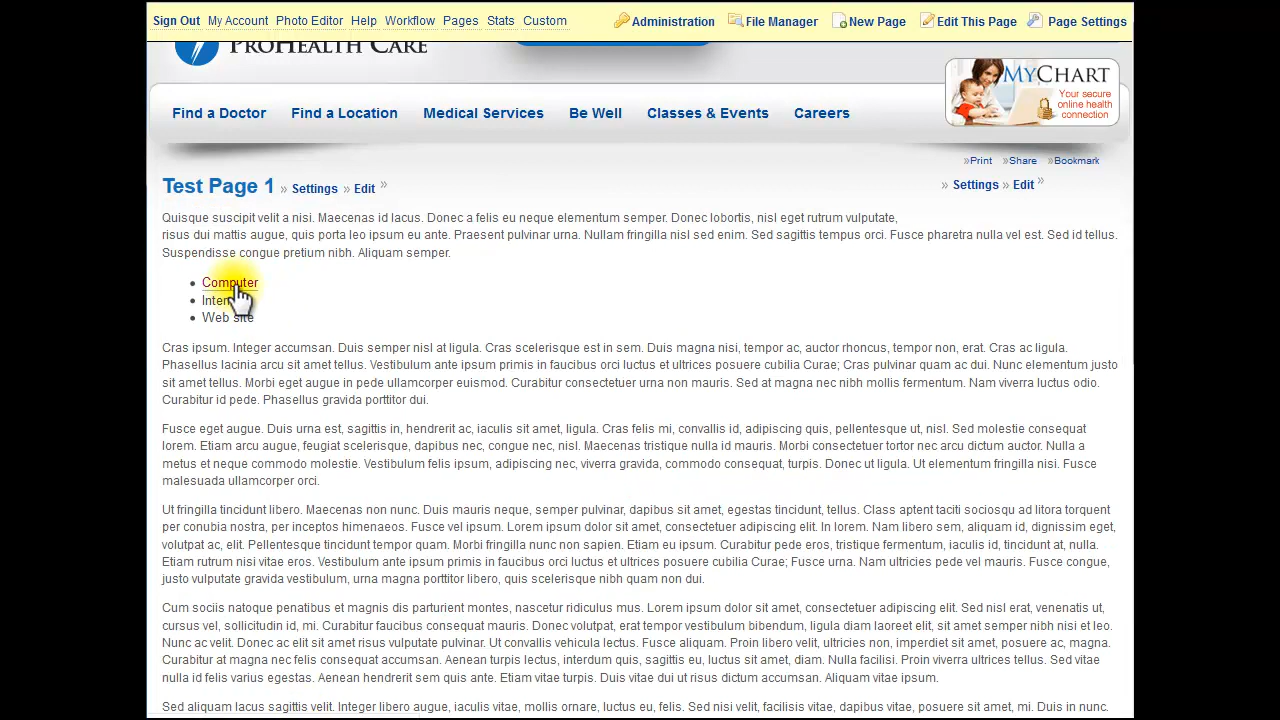 Sign Out My Account Photo Editor Help Workflow Pages Stats Custom Administration File Manager New Page Edit This Page Page Settings
PROHEALTH CARE
MYCHART
Your secure
online health
connection
Find a Doctor Find a Location Medical Services Be Well Classes & Events Careers
»Print »Share »Bookmark
Test Page 1 » Settings » Edit »
» Settings » Edit »
Quisque suscipit velit a nisi. Maecenas id lacus. Donec a felis eu neque elementum semper. Donec lobortis, nisl eget rutrum vulputate,
risus dui mattis augue, quis porta leo ipsum eu ante. Praesent pulvinar urna. Nullam fringilla nisl sed enim. Sed sagittis tempus orci. Fusce pharetra nulla vel est. Sed id tellus.
Suspendisse congue pretium nibh. Aliquam semper.
• Computer
•
• Web site
Cras ipsum. Integer accumsan. Duis semper nisl at ligula. Cras scelerisque est in sem. Duis magna nisi, tempor ac, auctor rhoncus, tempor non, erat. Cras ac ligula.
Phasellus lacinia arcu sit amet tellus. Vestibulum ante ipsum primis in faucibus orci luctus et ultrices posuere cubilia Curae; Cras pulvinar quam ac dui. Nunc elementum justo
sit amet tellus. Morbi eget augue in pede ullamcorper euismod. Curabitur consectetuer urna non mauris. Sed at magna nec nibh mollis fermentum. Nam viverra luctus odio.
Curabitur id pede. Phasellus gravida porttitor dui.
Fusce eget augue. Duis urna est, sagittis in, hendrerit ac, iaculis sit amet, ligula. Cras felis mi, convallis id, adipiscing quis, pellentesque ut, nisl. Sed molestie consequat
lorem. Etiam arcu augue, feugiat scelerisque, dapibus nec, congue nec, nisl. Maecenas tristique nulla id mauris. Morbi consectetuer tortor nec arcu dictum auctor. Nulla a
metus et neque commodo molestie. Vestibulum felis ipsum, adipiscing nec, viverra gravida, commodo consequat, turpis. Donec ut ligula. Ut elementum fringilla nisi. Fusce
malesuada ullamcorper orci.
Ut fringilla tincidunt libero. Maecenas non nunc. Duis mauris neque, semper pulvinar, dapibus sit amet, egestas tincidunt, tellus. Class aptent taciti sociosqu ad litora torquent
per conubia nostra, per inceptos himenaeos. Fusce vel ipsum. Lorem ipsum dolor sit amet, consectetuer adipiscing elit. In lorem. Nam libero sem, aliquam id, dignissim eget,
volutpat ac, elit. Pellentesque tincidunt tempor quam. Morbi fringilla nunc non sapien. Etiam eu ipsum. Curabitur pede eros, tristique fermentum, iaculis id, tincidunt at, nulla.
Etiam rutrum nisi vitae eros. Vestibulum ante ipsum primis in faucibus orci luctus et ultrices posuere cubilia Curae; Fusce urna. Nam ultricies pede vel mauris. Fusce congue,
justo vulputate gravida vestibulum, urna magna porttitor libero, quis scelerisque nibh quam non dui.
Cum sociis natoque penatibus et magnis dis parturient montes, nascetur ridiculus mus. Lorem ipsum dolor sit amet, consectetuer adipiscing elit. Sed nisl erat, venenatis ut,
cursus vel, sollicitudin id, mi. Curabitur faucibus consequat mauris. Donec volutpat, erat tempor vestibulum bibendum, ligula diam laoreet elit, sit amet semper nibh nisi et leo.
Nunc ac velit. Donec ac elit sit amet risus vulputate pulvinar. Ut convallis vehicula lectus. Fusce aliquam. Proin libero velit, ultricies non, imperdiet sit amet, posuere ac, magna.
Curabitur at magna nec felis consequat accumsan. Aenean turpis lectus, interdum quis, sagittis eu, luctus sit amet, diam. Nulla facilisi. Proin viverra ultrices tellus. Sed vitae
nulla id felis varius egestas. Aenean hendrerit sem quis ante. Etiam vitae turpis. Duis vitae dui ut risus dictum accumsan. Aliquam vitae ipsum.
Sed aliquam lacus sagittis velit. Integer libero augue, iaculis vitae, mollis ornare, luctus eu, felis. Sed nisi velit, facilisis vitae, dapibus vitae, posuere sit amet, mi. Duis in nunc.